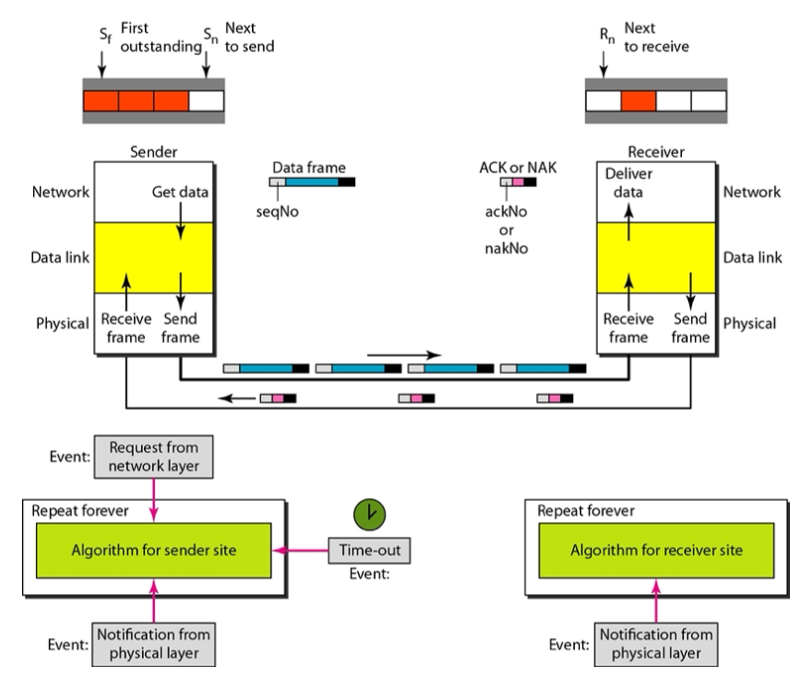 Sf First
outstanding
Sn Next
to send
Rn Next
to receive
Sender
Receiver
Data frame
ACK or NAK
Network
Get data
seqNo
ackNo
or
nakNo
Deliver
data
Network
Data link
Data link
Physical
Receive
frame
Send
frame
Receive
frame
Send
frame
Physical
Event:
Request from
network layer
Repeat forever
Algorithm for sender site
Time-out
Event:
Event:
Notification from
physical layer
Repeat forever
Algorithm for receiver site
Event:
Notification from
physical layer